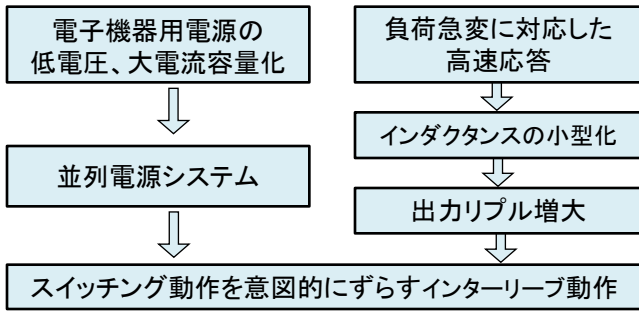 電子機器用電源の
低電圧、大電流容量化
並列電源システム
負荷急変に対応した
高速応答
インダクタンスの小型化
出力リプル増大
スイッチング動作を意図的にずらすインターリーブ動作